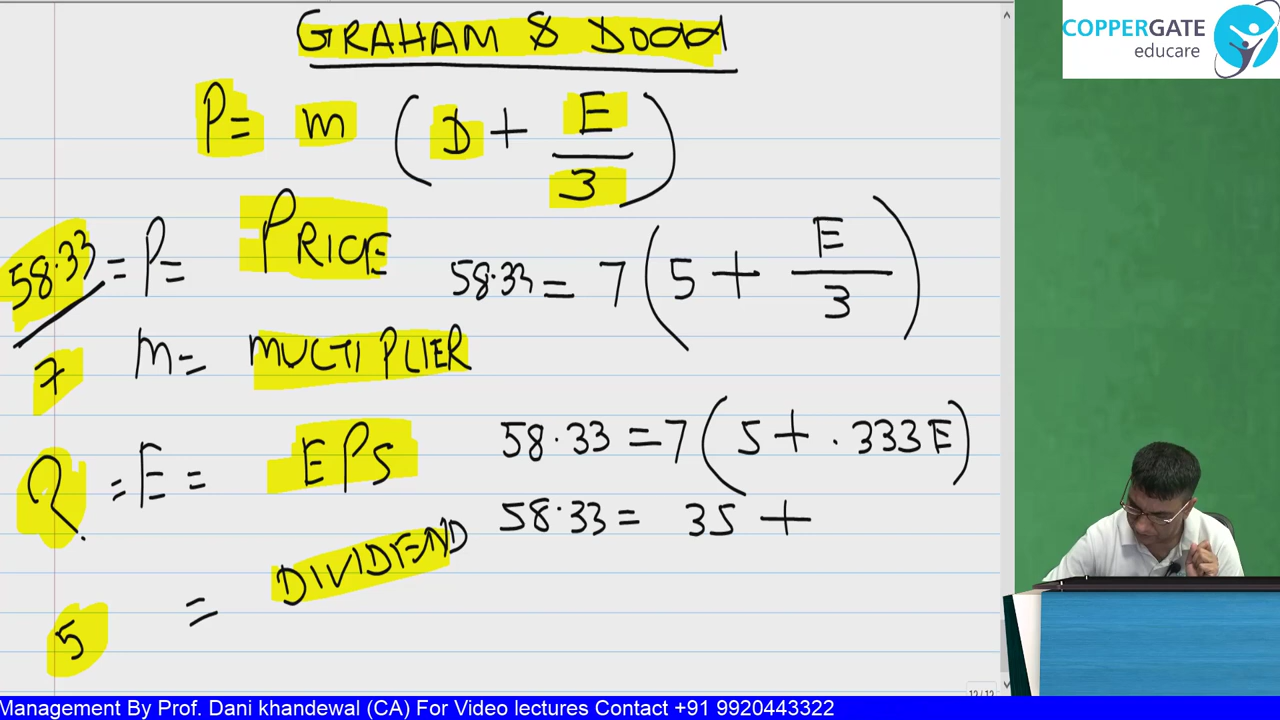 GRAHAM & Dodd
COPPERGATE
educare
P= m (D + E/3)
58.33 = P= PRICE
58.33 = 7 (5 + E/3)
7 m= MULTIPLIER
58.33 = 7 (5 + .333E)
? = E = EPS
58.33 = 35 +
5 = DIVIDEND
12/12
Management By Prof. Dani khandewal (CA) For Video lectures Contact +91 9920443322